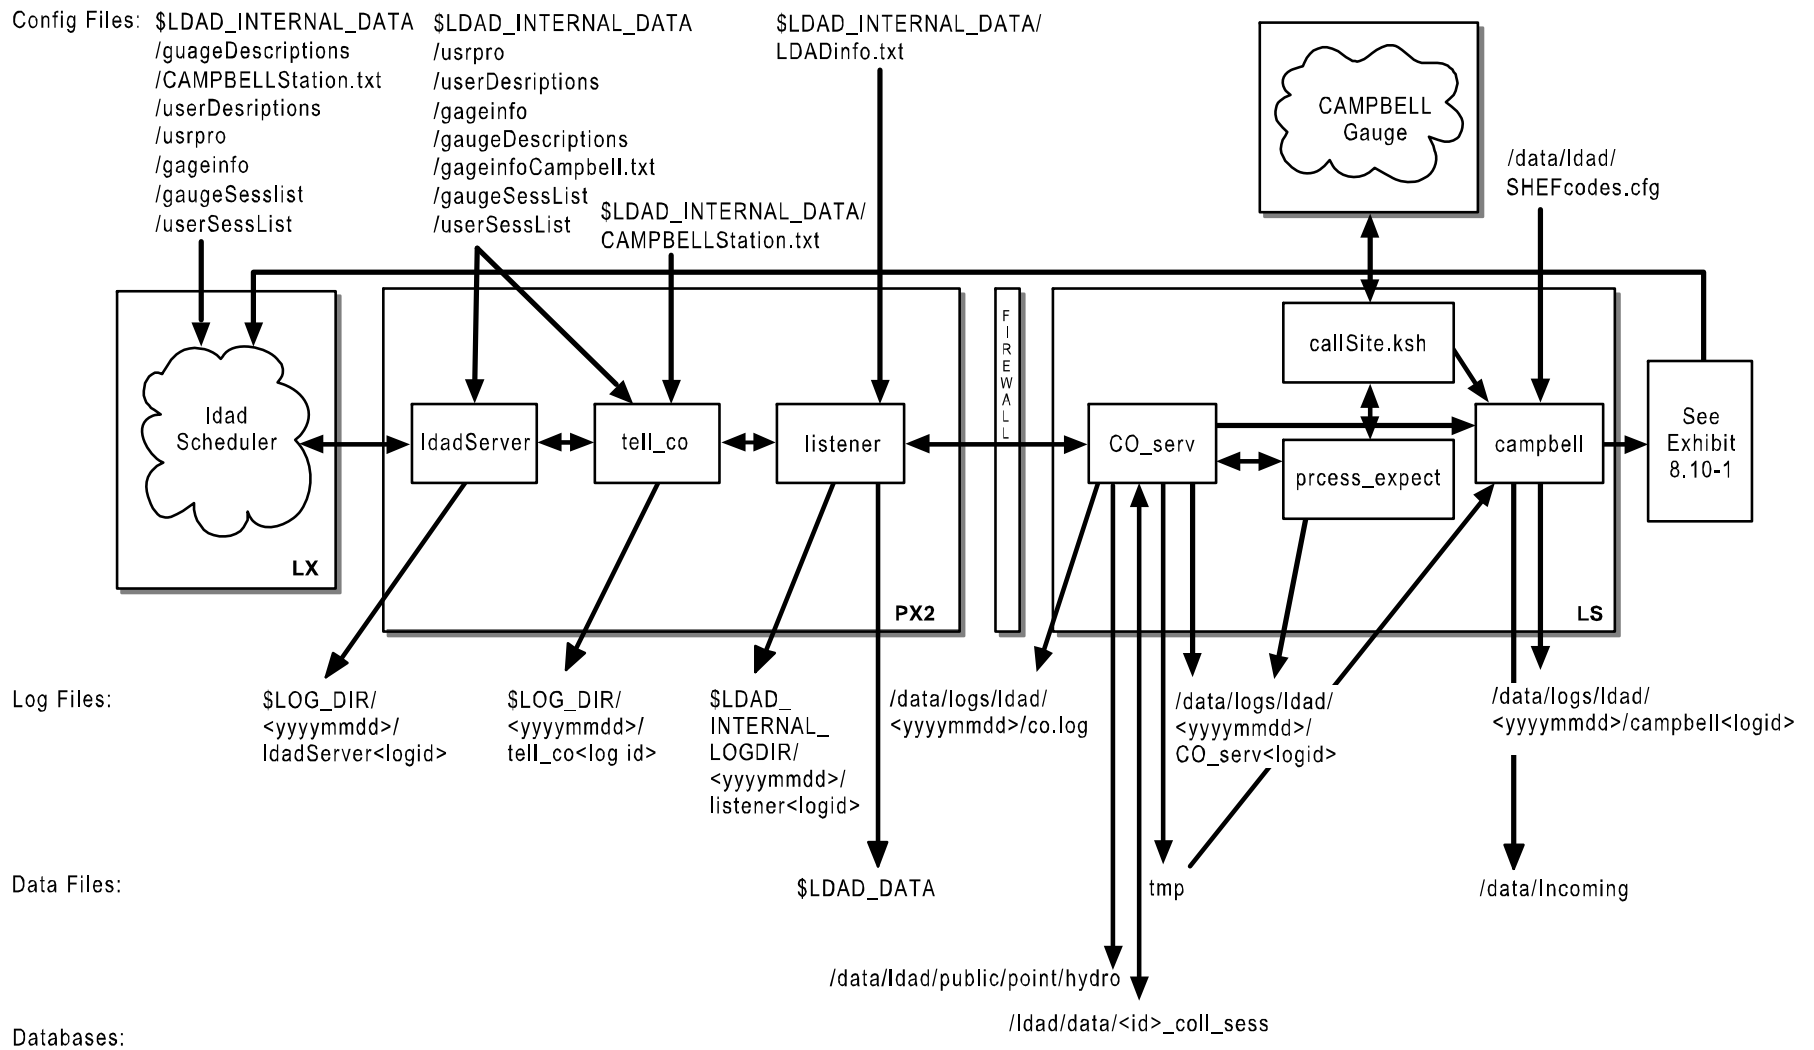 Config Files:
$LDAD_INTERNAL_DATA
/guageDescriptions
/CAMPBELLStation.txt
/userDesriptions
/usrpro
/gageinfo
/gaugeSesslist
/userSessList
$LDAD_INTERNAL_DATA
/usrpro
/userDesriptions
/gageinfo
/gaugeDescriptions
/gageinfoCampbell.txt
/gaugeSessList
/userSessList
$LDAD_INTERNAL_DATA/
CAMPBELLStation.txt
$LDAD_INTERNAL_DATA/
LDADinfo.txt
CAMPBELL
Gauge
/data/ldad/
SHEFcodes.cfg
ldad
Scheduler
LX
ldadServer
tell_co
listener
PX2
FIREWALL
CO_serv
callSite.ksh
prcess_expect
campbell
LS
See
Exhibit
8.10-1
Log Files:
$LOG_DIR/
<yyyymmdd>/
ldadServer<logid>
$LOG_DIR/
<yyyymmdd>/
tell_co<log id>
$LDAD_
INTERNAL_
LOGDIR/
<yyyymmdd>/
listener<logid>
/data/logs/ldad/
<yyyymmdd>/co.log
/data/logs/ldad/
<yyyymmdd>/
CO_serv<logid>
/data/logs/ldad/
<yyyymmdd>/campbell<logid>
Data Files:
$LDAD_DATA
tmp
/data/Incoming
/data/ldad/public/point/hydro
/ldad/data/<id>_coll_sess
Databases: